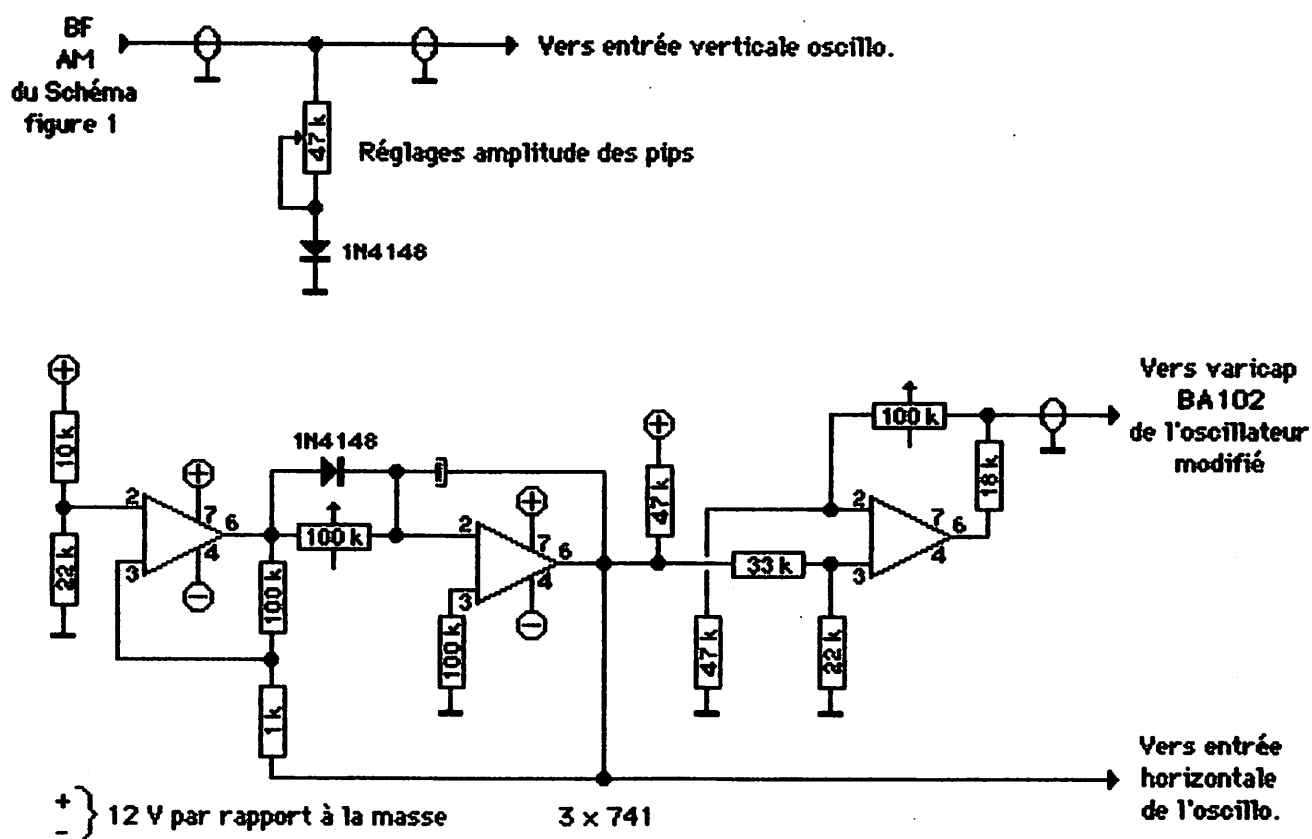 BF
AM
du Schéma
figure 1
Vers entrée verticale oscillo.
47 k
Réglages amplitude des pips
1N4148
+
10 k
22 k
2
3
+
7
6
4
-
1N4148
100 k
100 k
1 k
2
3
+
7
6
4
-
100 k
+
47 k
33 k
47 k
22 k
2
3
7
6
4
100 k
18 k
Vers varicap
BA102
de l'oscillateur
modifié
Vers entrée
horizontale
de l'oscillo.
+
-
} 12 V par rapport à la masse
3 x 741